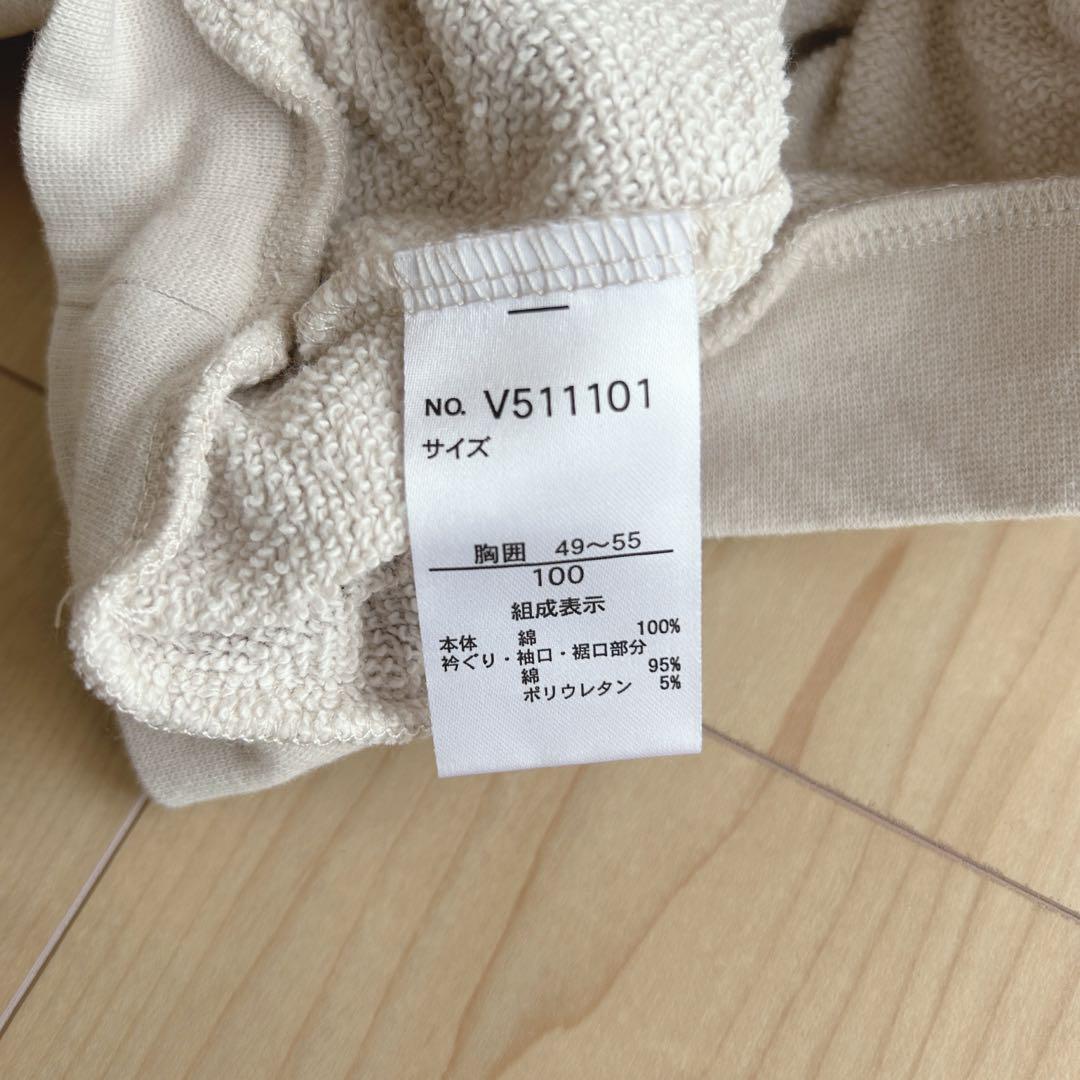 NO. V511101
サイズ
胸囲 49～55
100
組成表示
本体 綿 100%
衿ぐり・袖口・裾口部分
綿 95%
ポリウレタン 5%